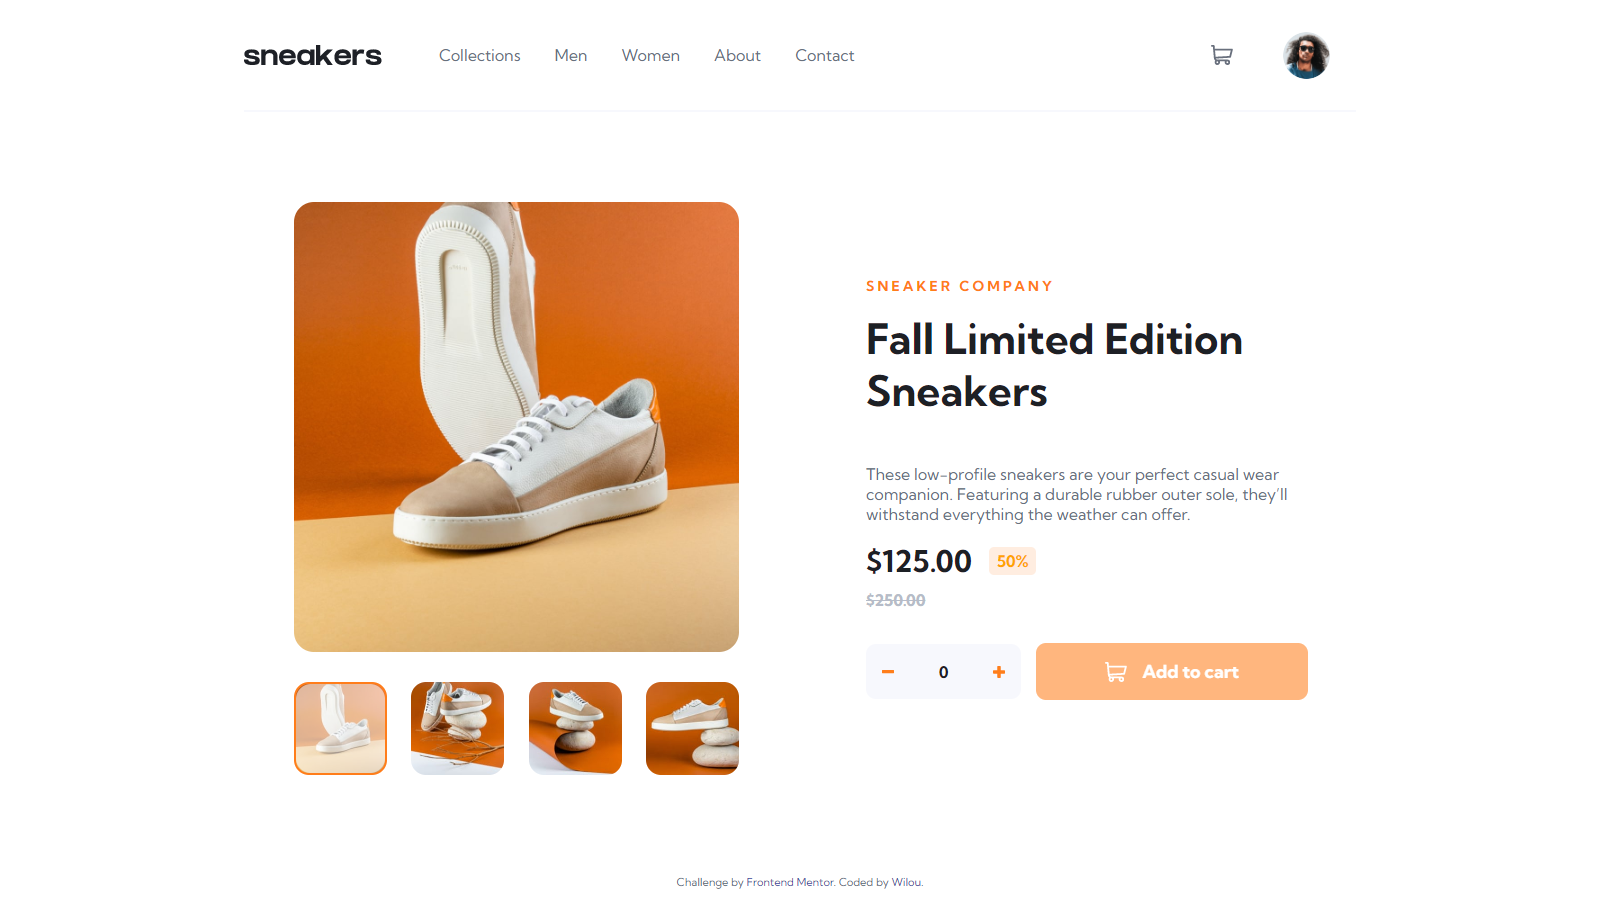 sneakers
Collections
Men
Women
About
Contact
SNEAKER COMPANY
Fall Limited Edition
Sneakers
These low-profile sneakers are your perfect casual wear
companion. Featuring a durable rubber outer sole, they'll
withstand everything the weather can offer.
$125.00
50%
$250.00
0
Add to cart
Challenge by Frontend Mentor. Coded by Wilou.